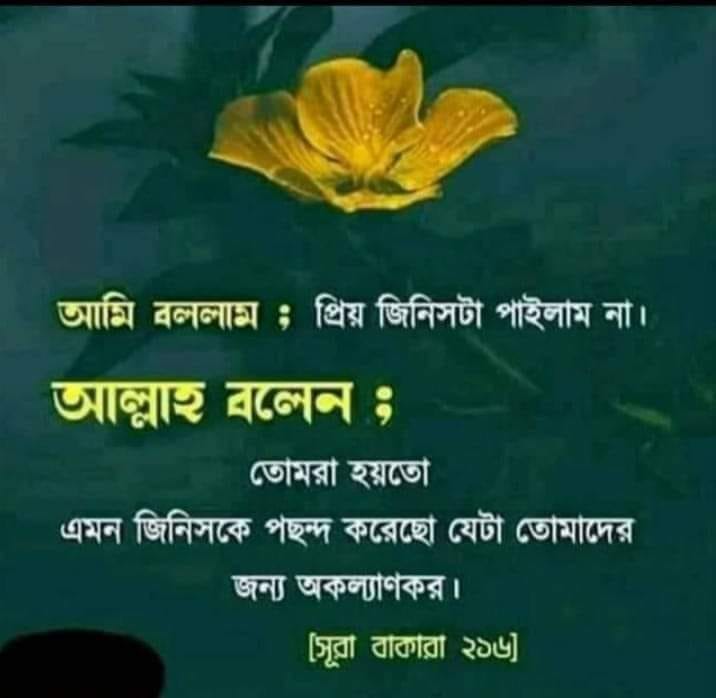 আমি বললাম ; প্রিয় জিনিসটা পাইলাম না।
আল্লাহ বলেন ;
তোমরা হয়তো
এমন জিনিসকে পছন্দ করেছো যেটা তোমাদের
জন্য অকল্যাণকর।
[সূরা বাকারা ২১৬]